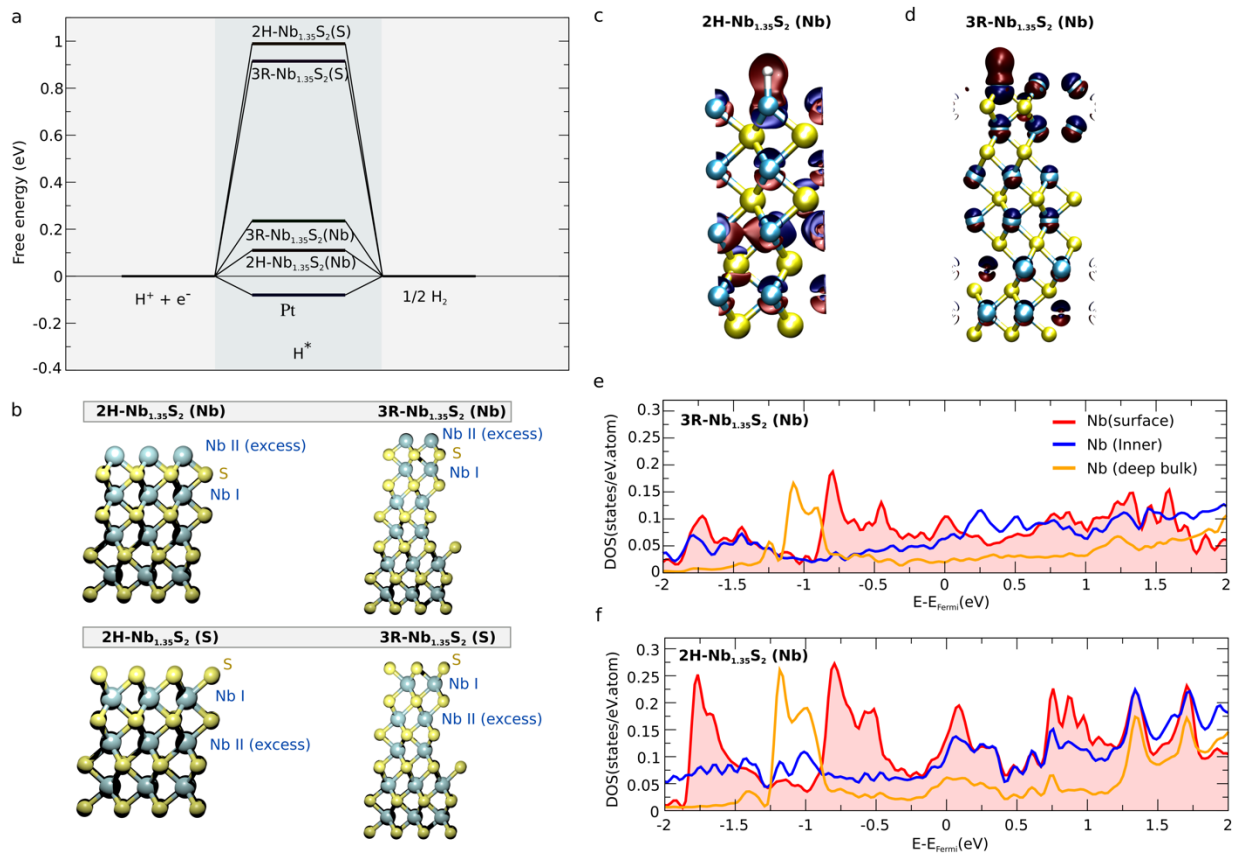 a
1
0.8
0.6
0.4
0.2
0
-0.2
-0.4
Free energy (eV)
2H-Nb₁.₃₅S₂(S)
3R-Nb₁.₃₅S₂(S)
3R-Nb₁.₃₅S₂(Nb)
2H-Nb₁.₃₅S₂(Nb)
H⁺ + e⁻
Pt
1/2 H₂
H*
b
2H-Nb₁.₃₅S₂ (Nb)
3R-Nb₁.₃₅S₂ (Nb)
Nb II (excess)
S
Nb I
Nb II (excess)
S
Nb I
2H-Nb₁.₃₅S₂ (S)
3R-Nb₁.₃₅S₂ (S)
S
Nb I
Nb II (excess)
S
Nb I
Nb II (excess)
c
2H-Nb₁.₃₅S₂ (Nb)
d
3R-Nb₁.₃₅S₂ (Nb)
e
3R-Nb₁.₃₅S₂ (Nb)
Nb(surface)
Nb (Inner)
Nb (deep bulk)
0.3
0.25
0.2
0.15
0.1
0.05
0
DOS(states/eV.atom)
-2 -1.5 -1 -0.5 0 0.5 1 1.5 2
E-E_Fermi(eV)
f
2H-Nb₁.₃₅S₂ (Nb)
0.3
0.25
0.2
0.15
0.1
0.05
0
DOS(states/eV.atom)
-2 -1.5 -1 -0.5 0 0.5 1 1.5 2
E-E_Fermi(eV)